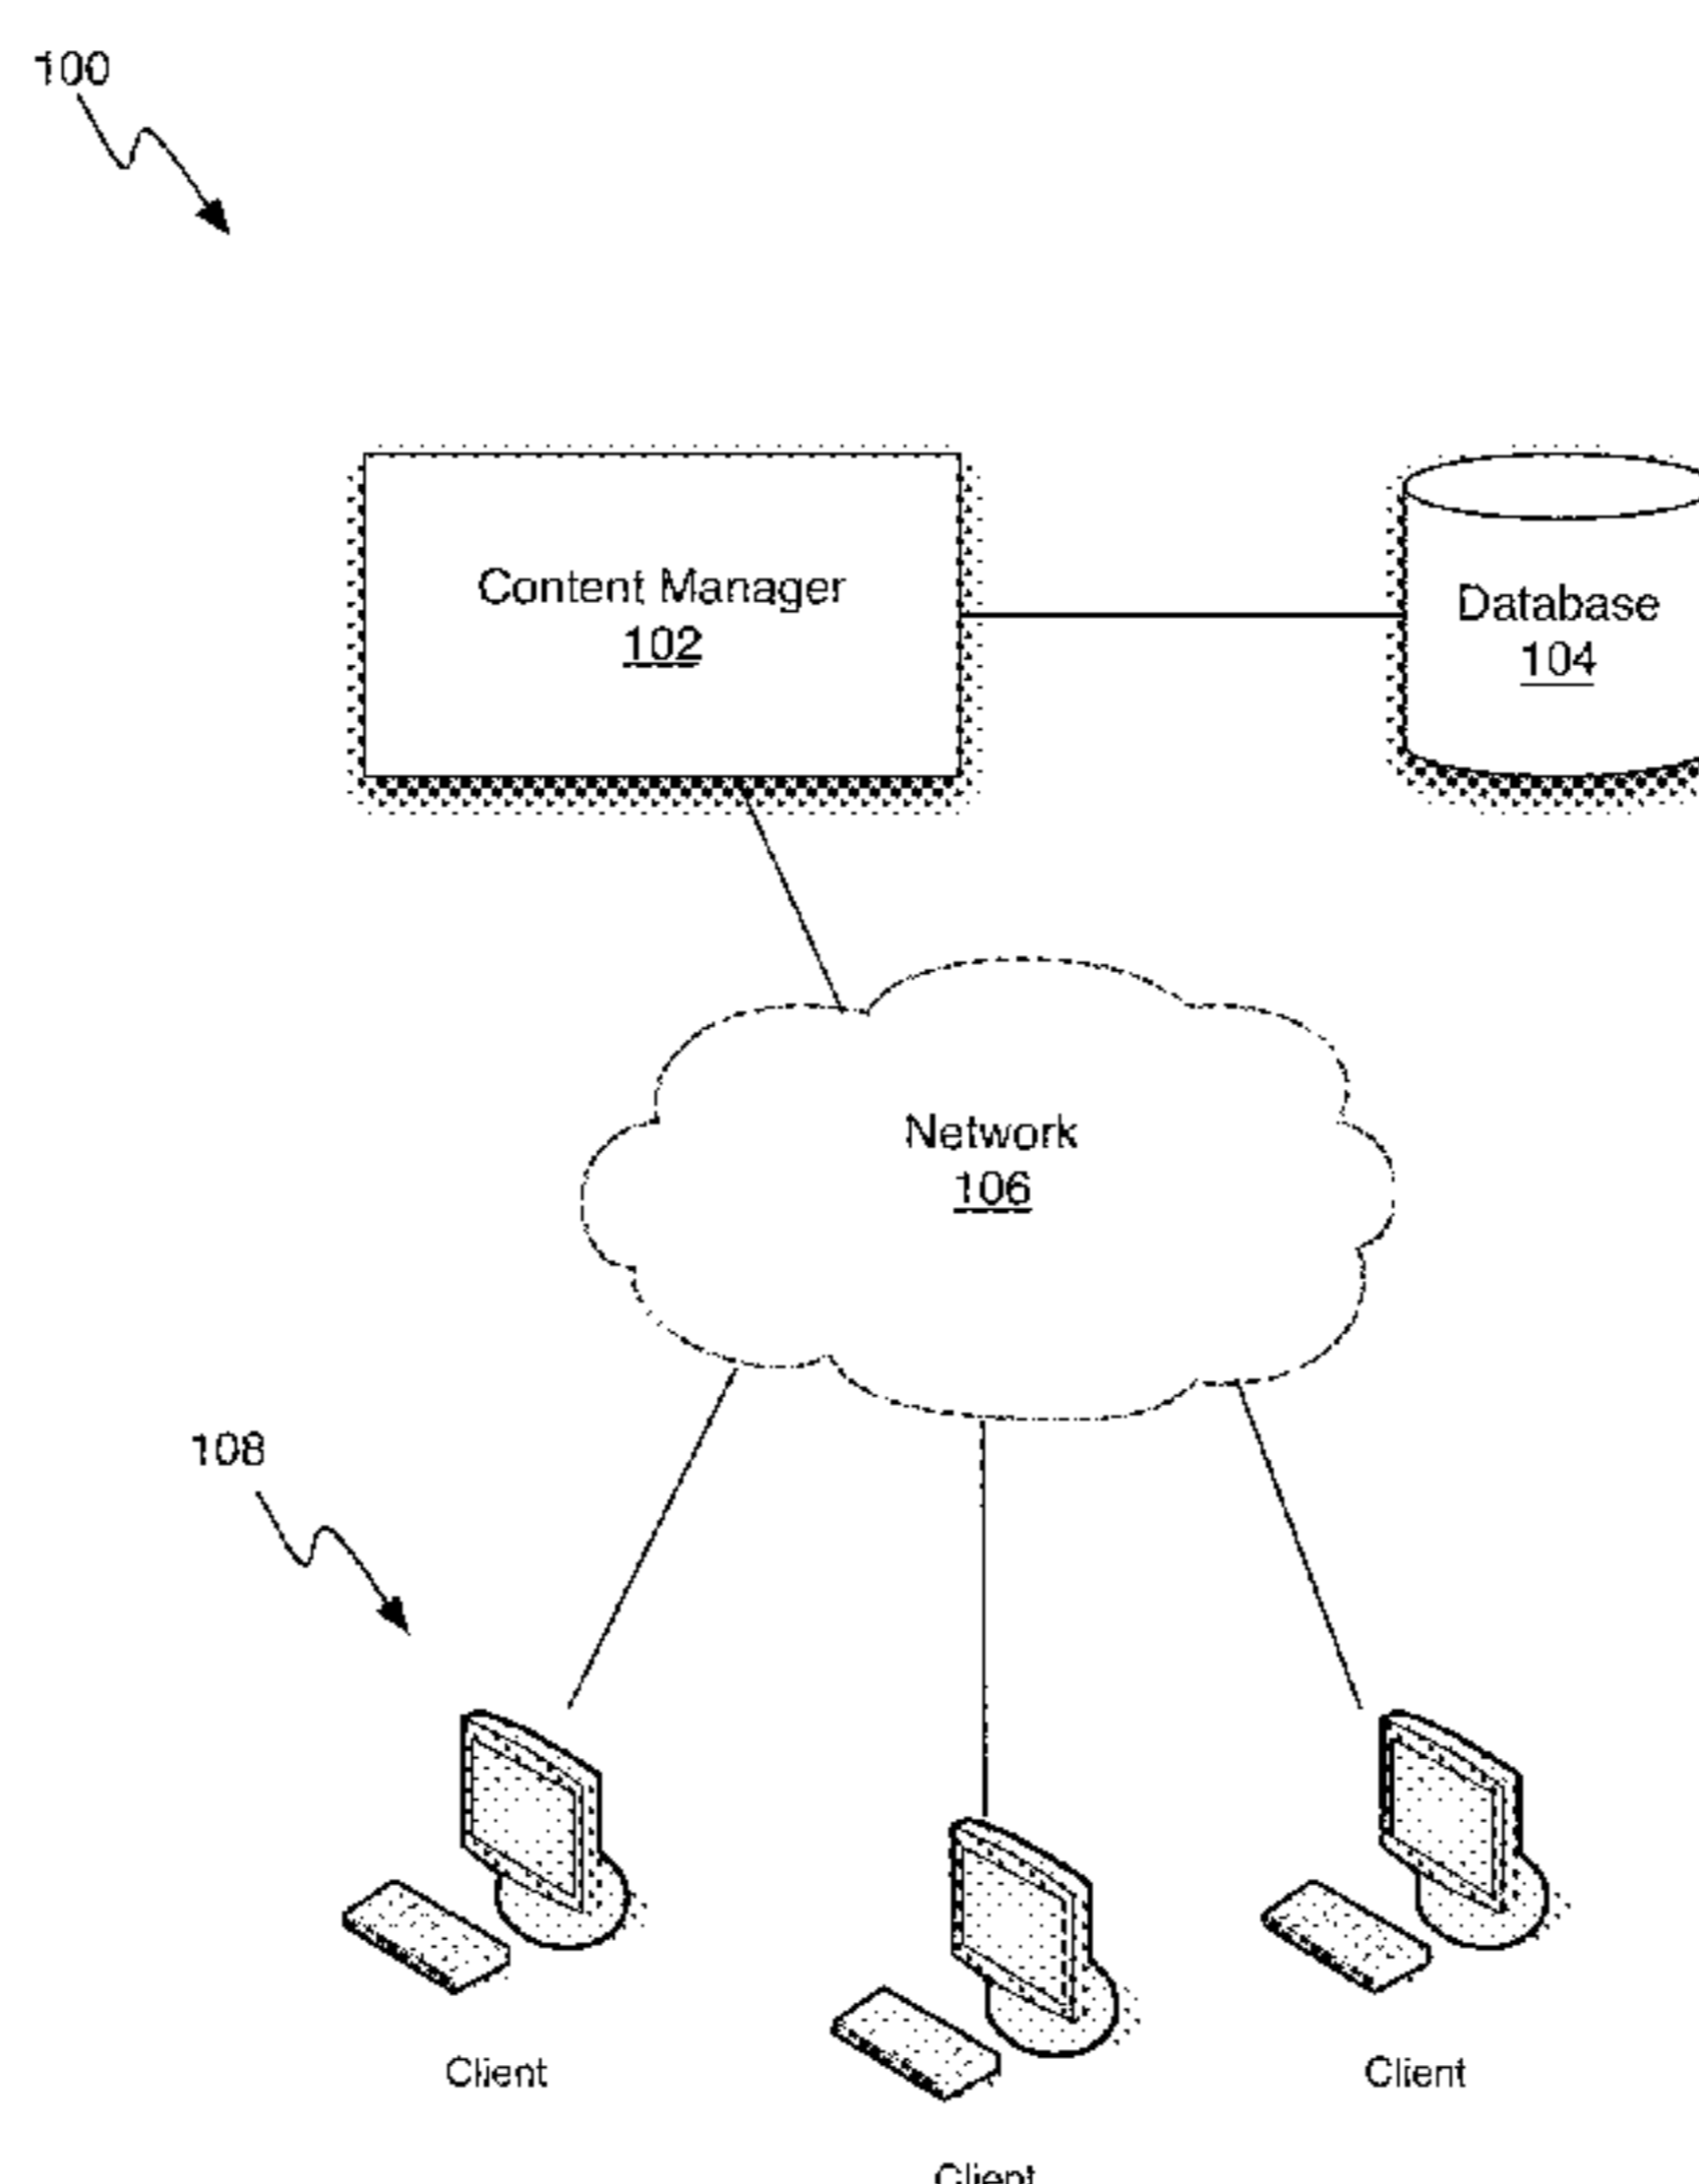 100
Content Manager
102
Database
104
Network
106
108
Client
Client
Client